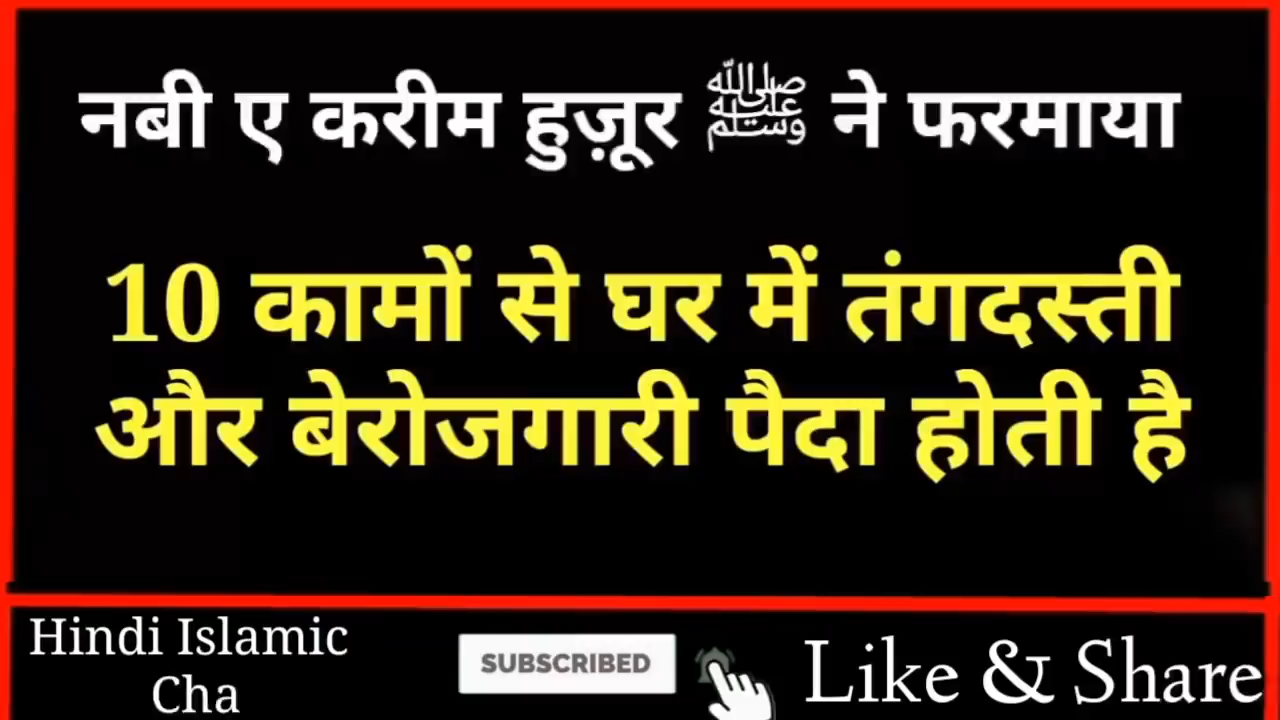 नबी ए करीम हुज़ूर ﷺ ने फरमाया
10 कामों से घर में तंगदस्ती
और बेरोजगारी पैदा होती है
Hindi Islamic
Cha
SUBSCRIBED
Like & Share